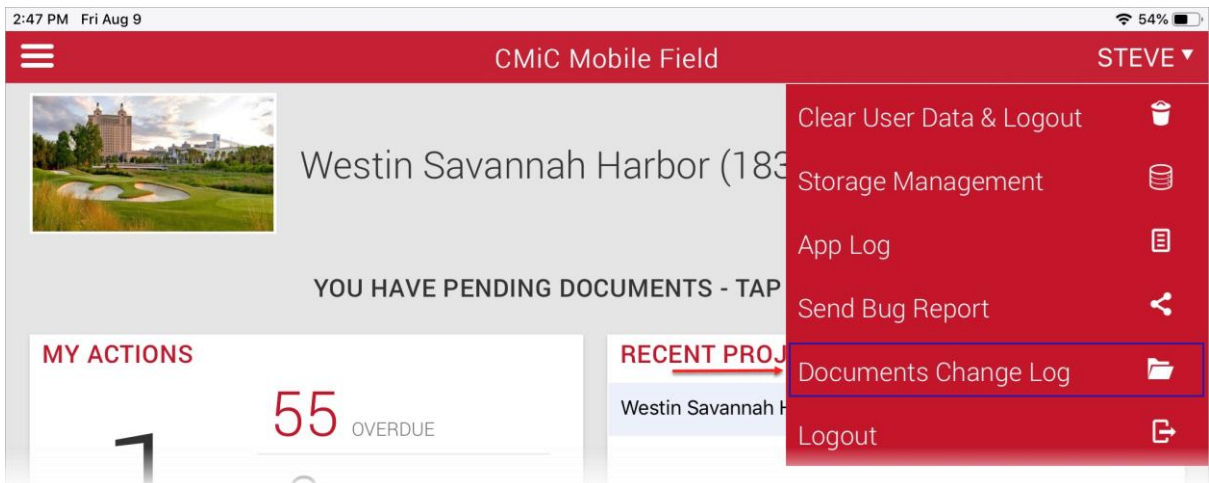 2:47 PM Fri Aug 9
54%
CMiC Mobile Field
STEVE
Westin Savannah Harbor (183
Clear User Data & Logout
Storage Management
App Log
Send Bug Report
Documents Change Log
Logout
YOU HAVE PENDING DOCUMENTS - TAP
MY ACTIONS
55 OVERDUE
1
RECENT PROJ
Westin Savannah H